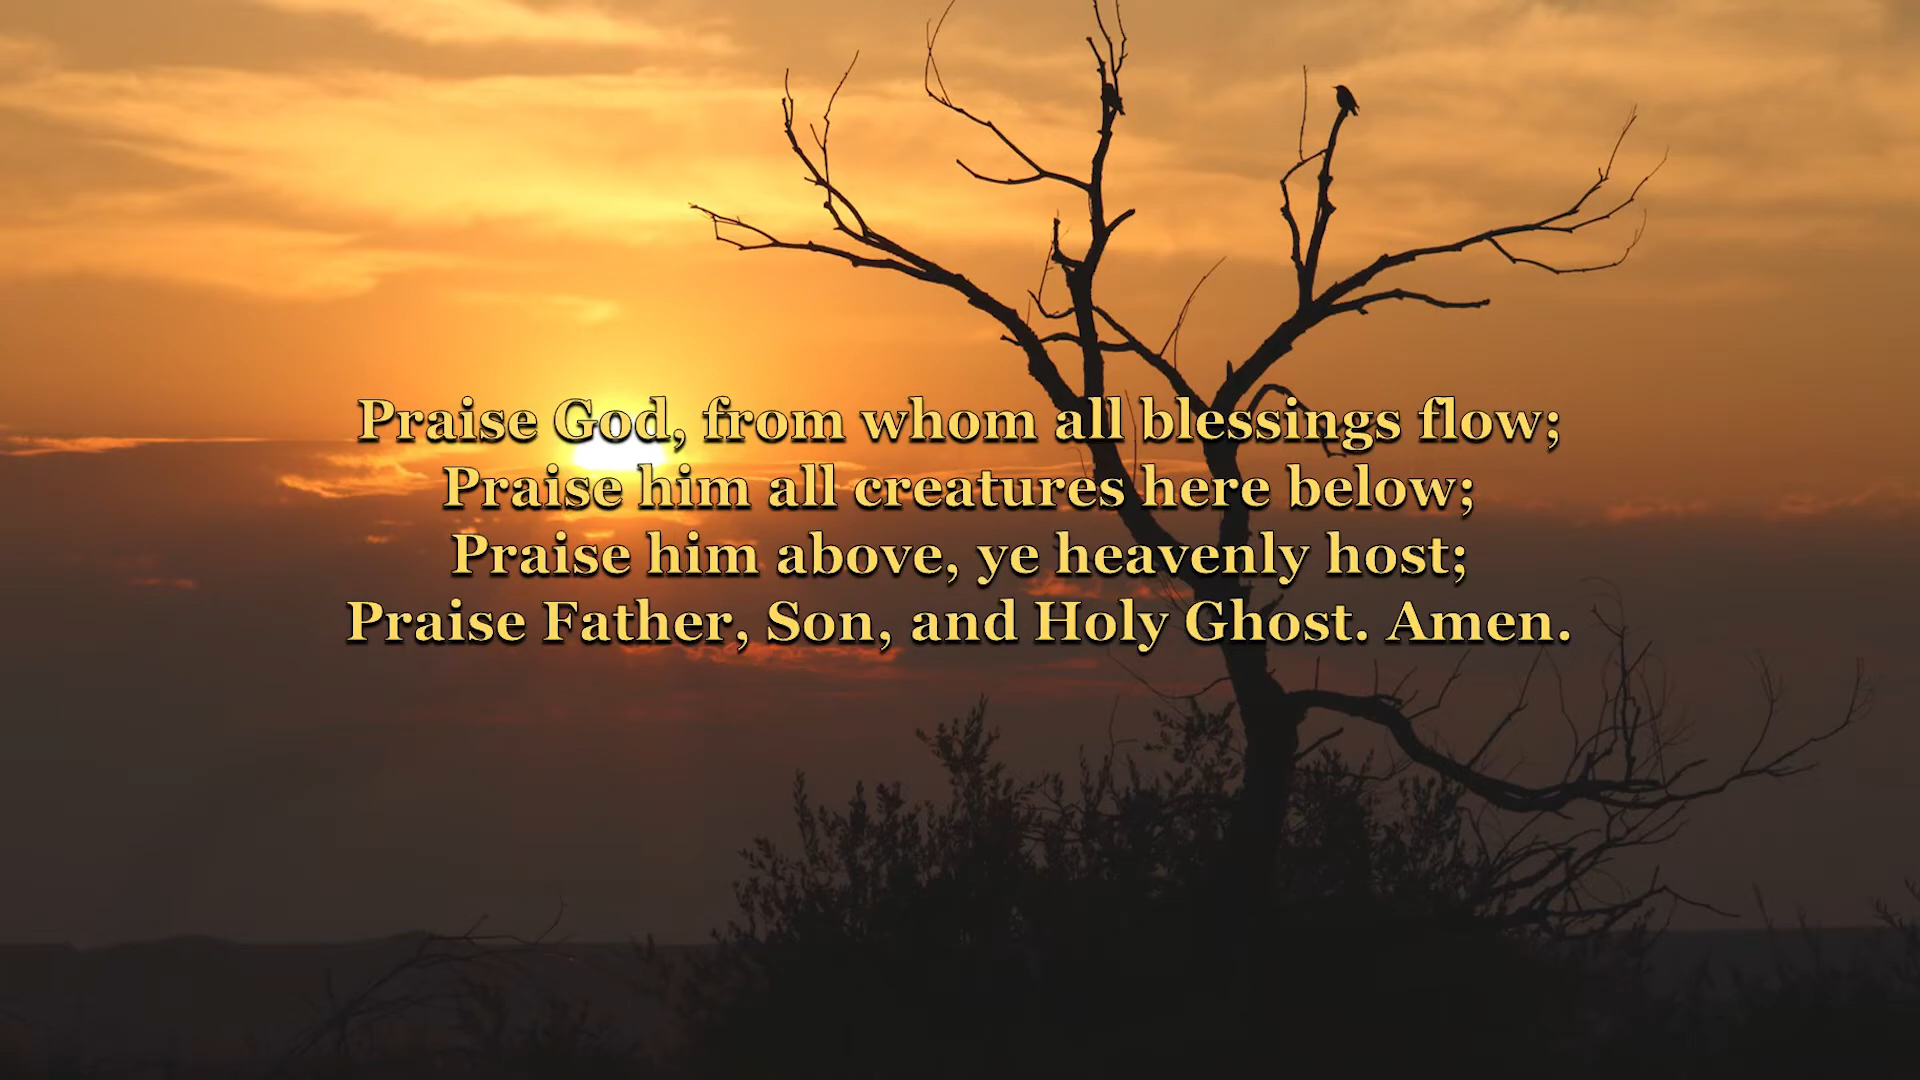 Praise God, from whom all blessings flow;
Praise him all creatures here below;
Praise him above, ye heavenly host;
Praise Father, Son, and Holy Ghost. Amen.